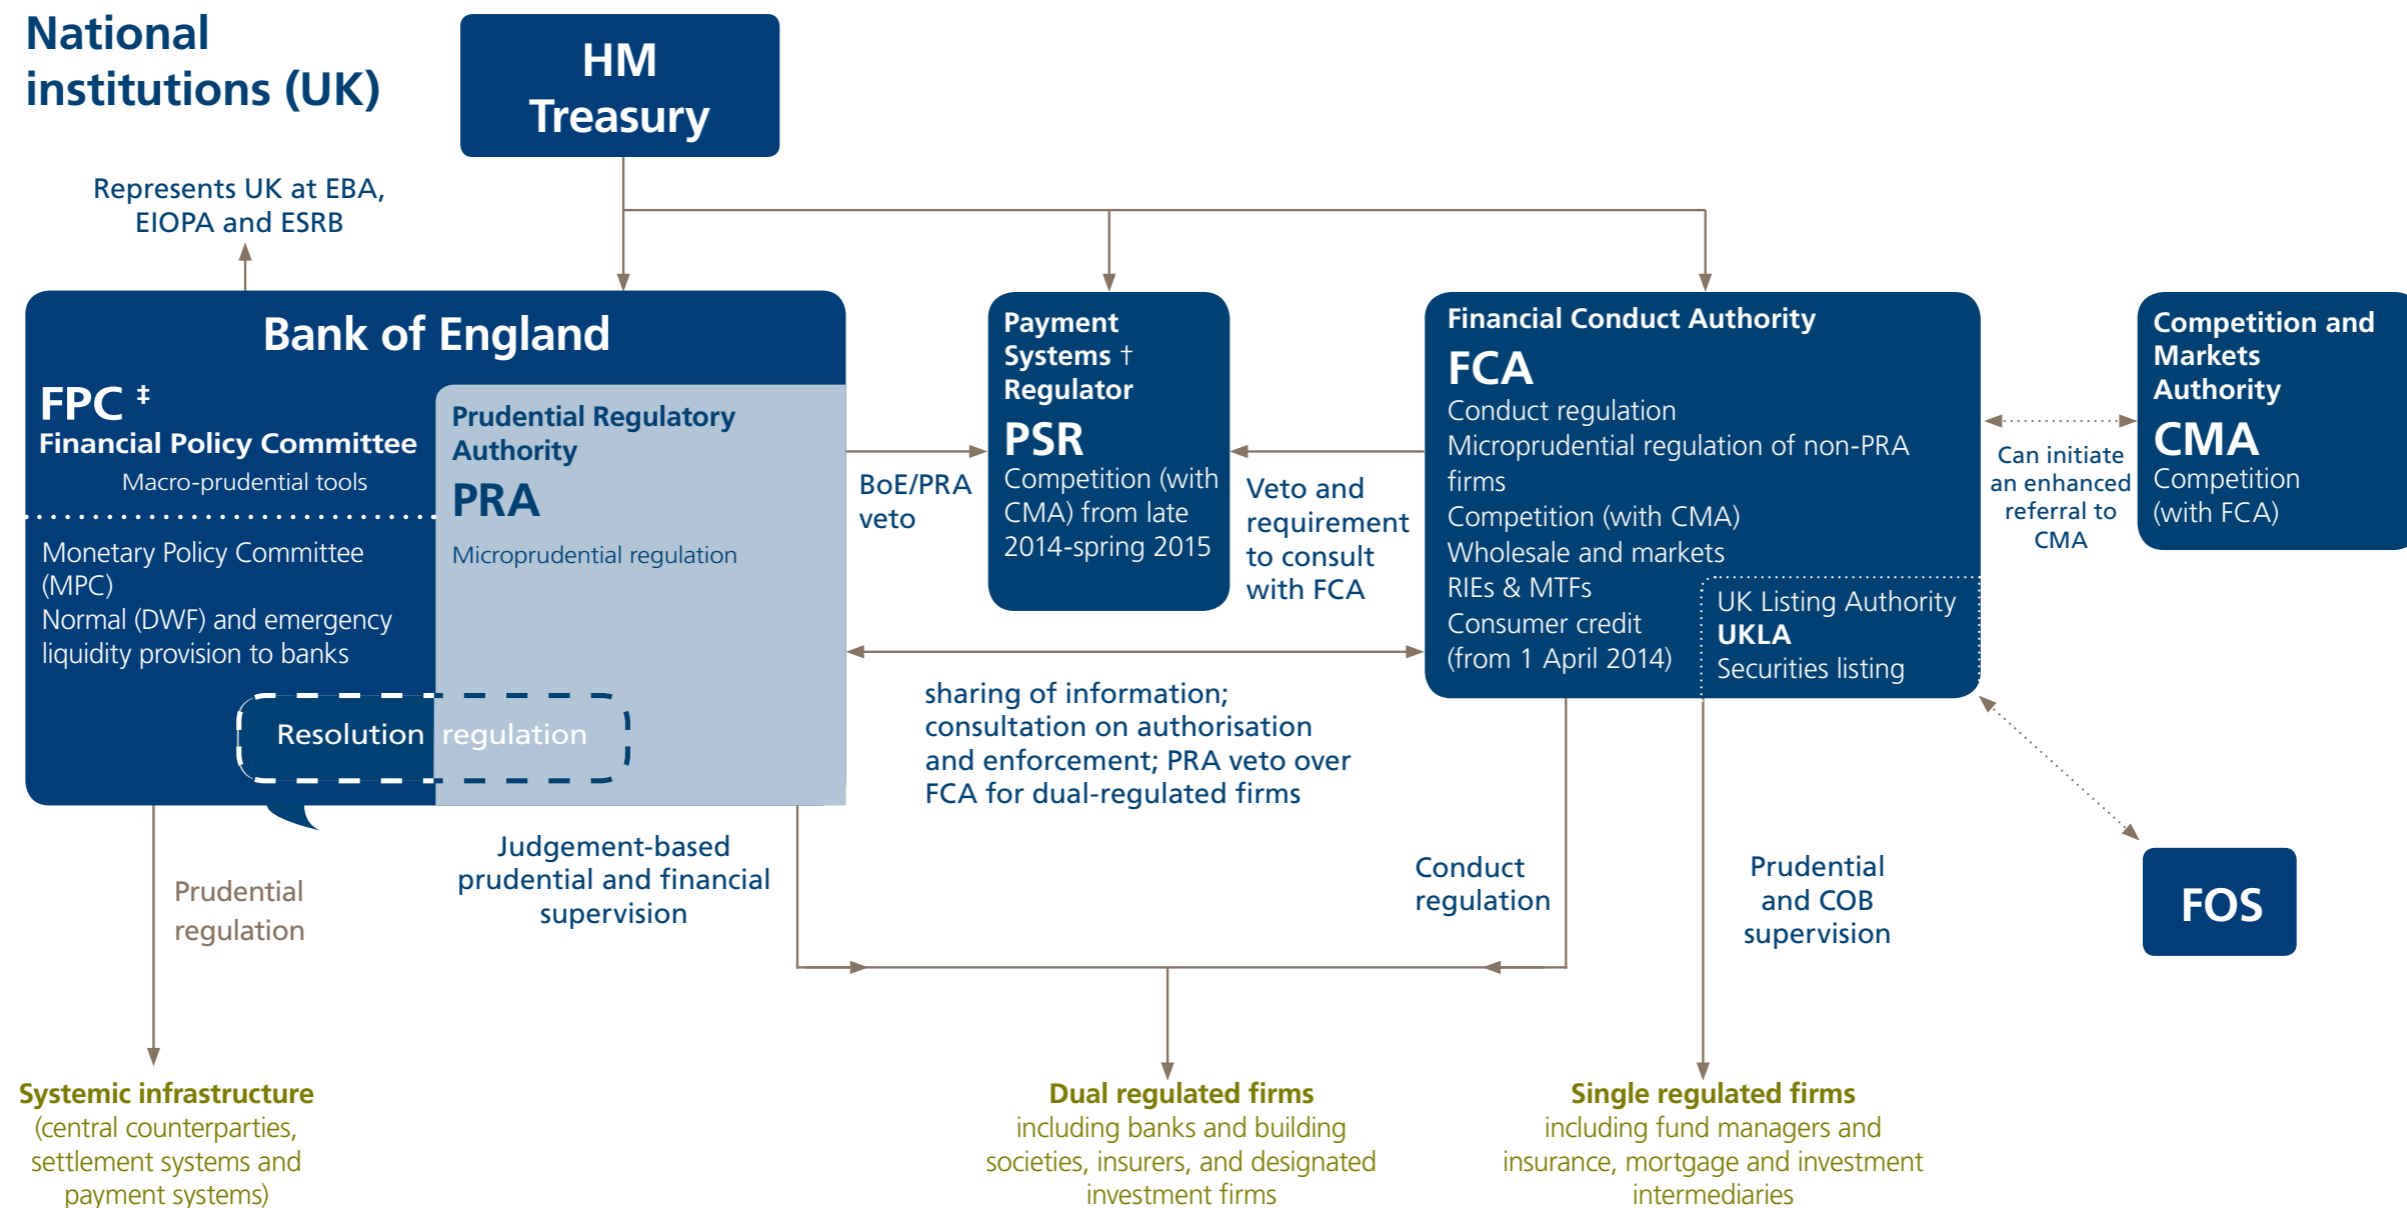 National
institutions (UK)
HM
Treasury
Represents UK at EBA,
EIOPA and ESRB
Bank of England
FPC ‡
Financial Policy Committee
Macro-prudential tools
Monetary Policy Committee
(MPC)
Normal (DWF) and emergency
liquidity provision to banks
Prudential Regulatory
Authority
PRA
Microprudential regulation
Resolution regulation
BoE/PRA
veto
Payment
Systems †
Regulator
PSR
Competition (with
CMA) from late
2014-spring 2015
Veto and
requirement
to consult
with FCA
Financial Conduct Authority
FCA
Conduct regulation
Microprudential regulation of non-PRA
firms
Competition (with CMA)
Wholesale and markets
RIEs & MTFs
Consumer credit
(from 1 April 2014)
UK Listing Authority
UKLA
Securities listing
Can initiate
an enhanced
referral to
CMA
Competition and
Markets
Authority
CMA
Competition
(with FCA)
sharing of information;
consultation on authorisation
and enforcement; PRA veto over
FCA for dual-regulated firms
Prudential
regulation
Judgement-based
prudential and financial
supervision
Conduct
regulation
Prudential
and COB
supervision
FOS
Systemic infrastructure
(central counterparties,
settlement systems and
payment systems)
Dual regulated firms
including banks and building
societies, insurers, and designated
investment firms
Single regulated firms
including fund managers and
insurance, mortgage and investment
intermediaries